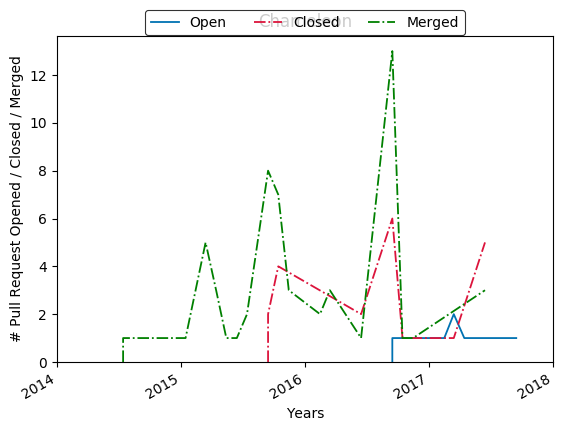 Chameleon
Open Closed Merged
# Pull Request Opened / Closed / Merged
12
10
8
6
4
2
0
2014 2015 2016 2017 2018
Years